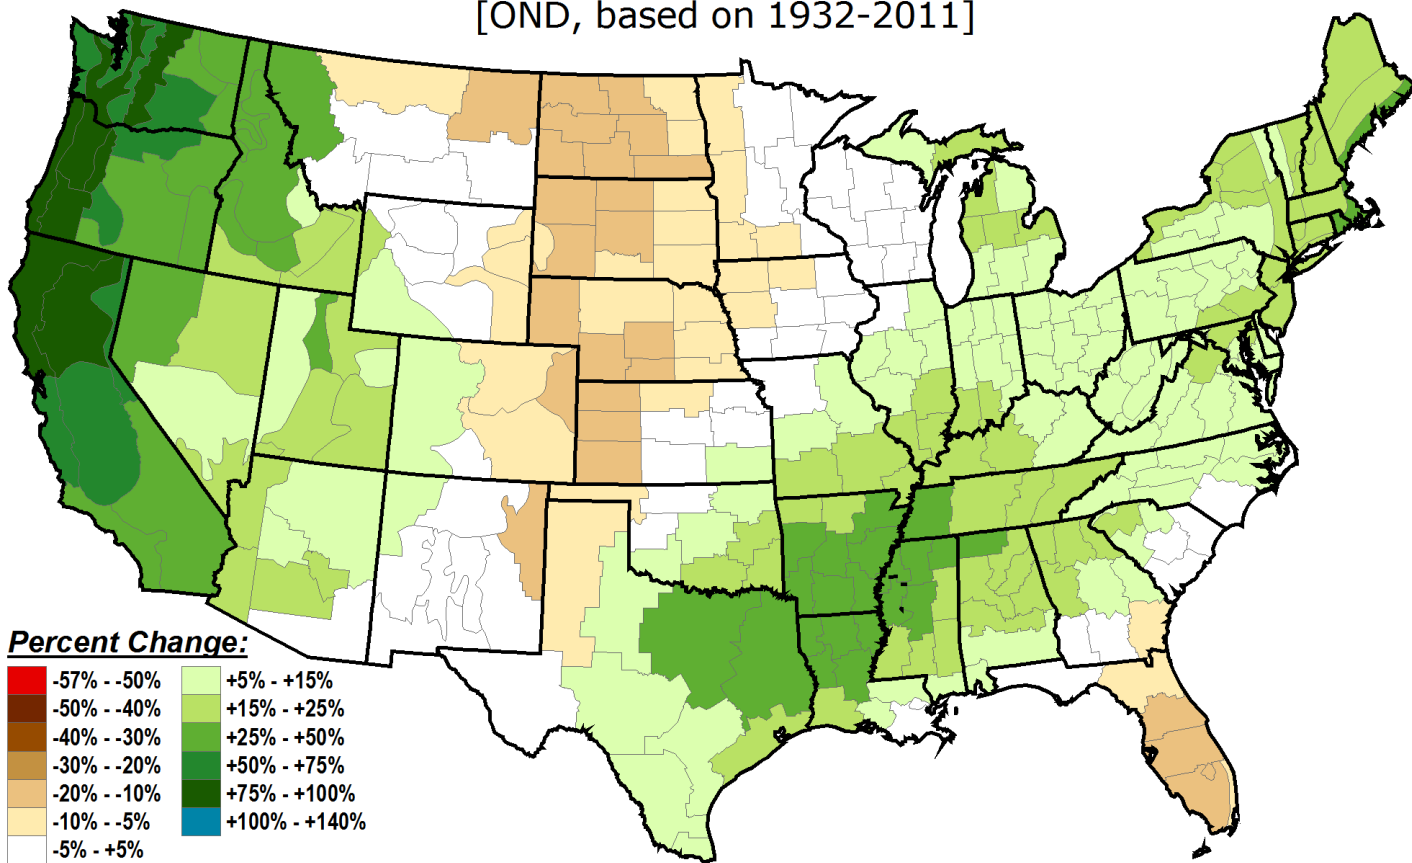 [OND, based on 1932-2011]
Percent Change:
-57% - -50%
-50% - -40%
-40% - -30%
-30% - -20%
-20% - -10%
-10% - -5%
-5% - +5%
+5% - +15%
+15% - +25%
+25% - +50%
+50% - +75%
+75% - +100%
+100% - +140%